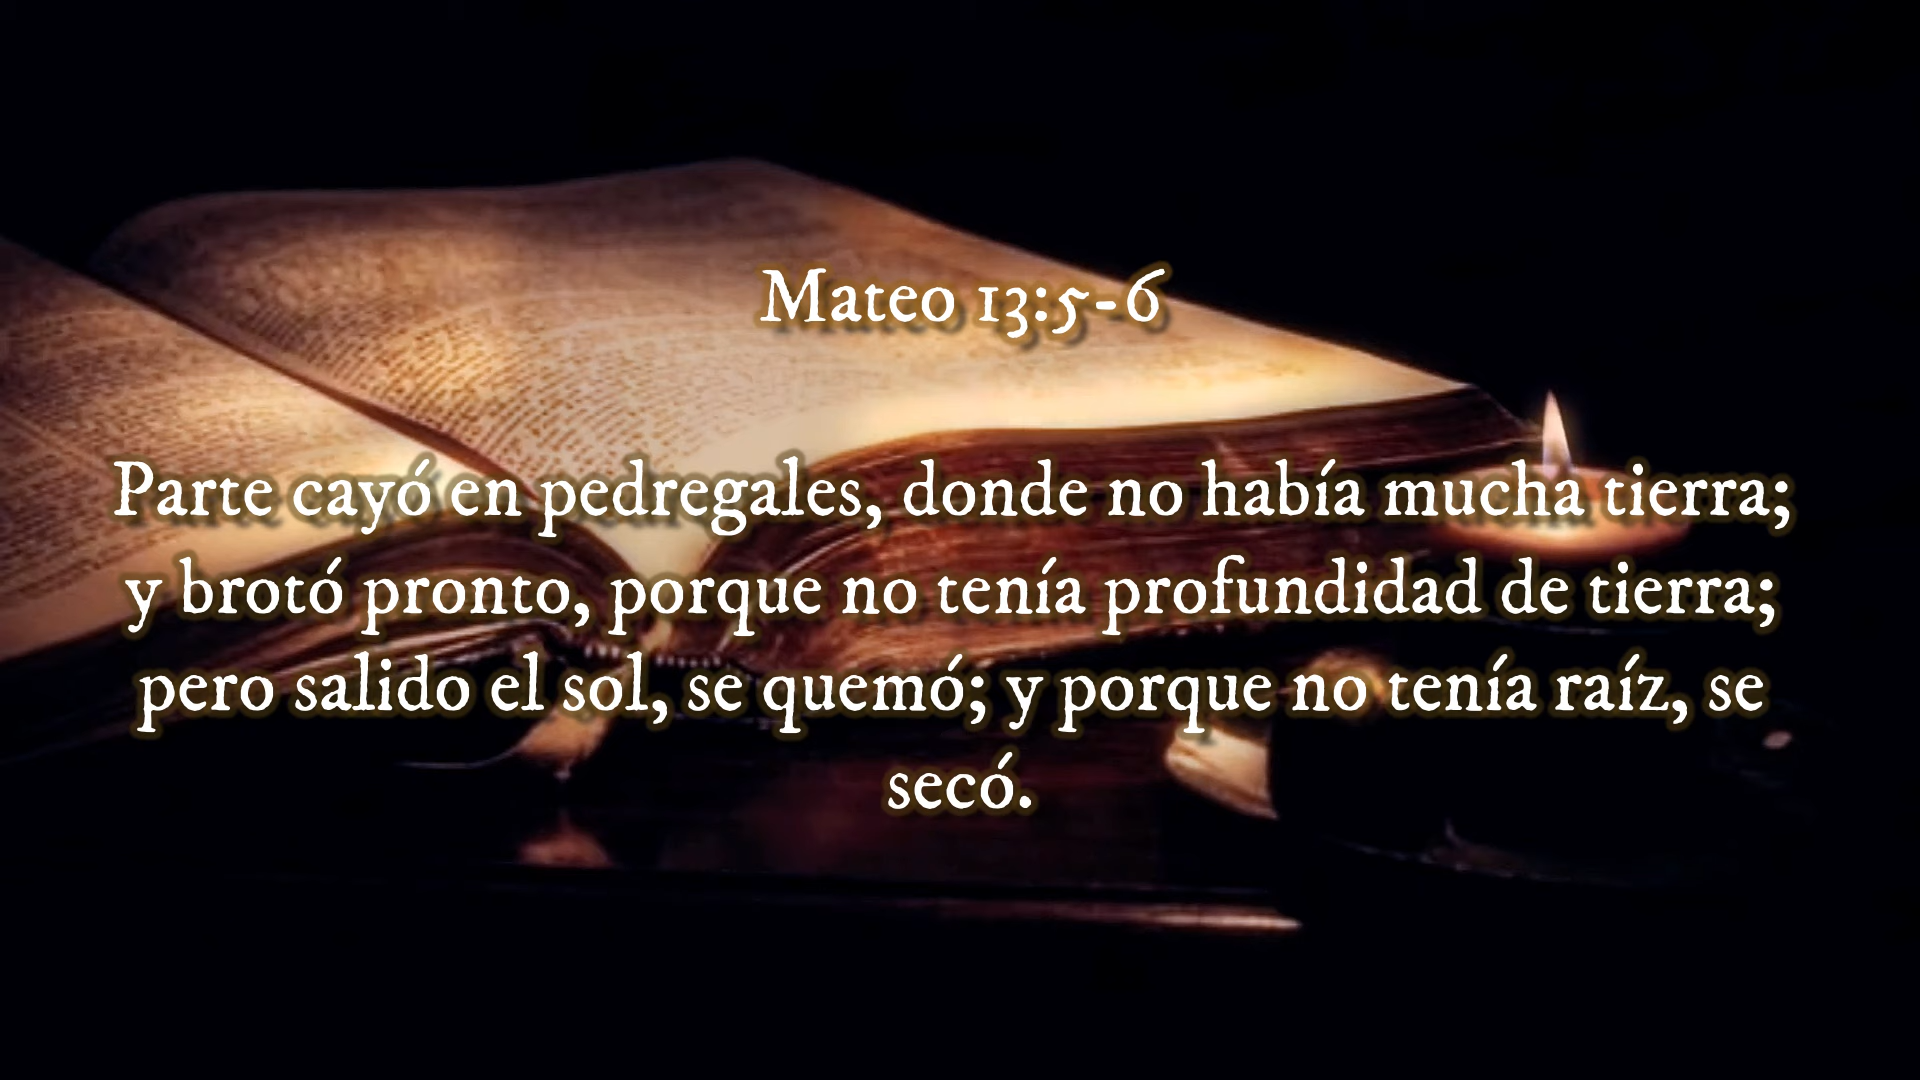 Mateo 13:5-6
Parte cayó en pedregales, donde no había mucha tierra;
y brotó pronto, porque no tenía profundidad de tierra;
pero salido el sol, se quemó; y porque no tenía raíz, se
secó.